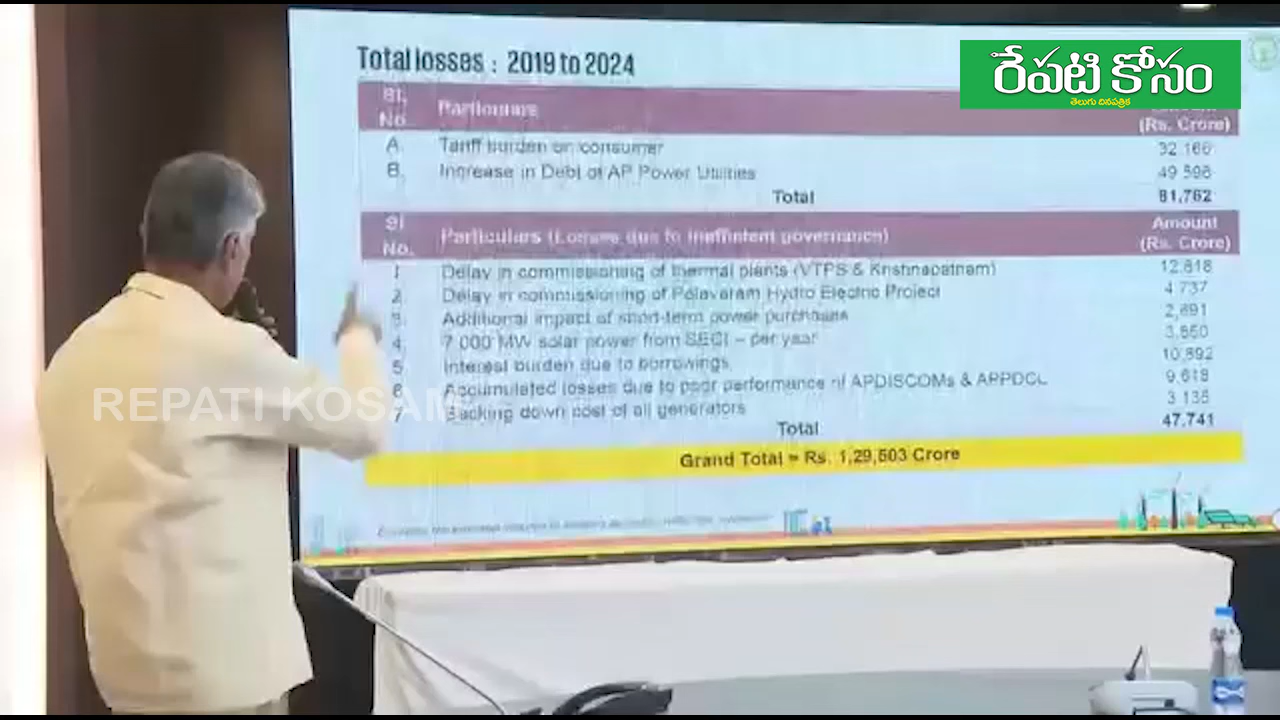 Total losses : 2019 to 2024
రేపటి కోసం
తెలుగు దినపత్రిక
Sl. No. Particulars (Rs. Crore)
A. Tariff burden on consumer 32,166
B. Increase in Debt of AP Power Utilities 49,596
Total 81,762
Sl No. Particulars (Losses due to inefficient governance) Amount (Rs. Crore)
1 Delay in commissioning of thermal plants (VTPS & Krishnapatnam) 12,818
2. Delay in commissioning of Polavaram Hydro Electric Project 4,737
3. Additional impact of short-term power purchases 2,891
4 7,000 MW solar power from SECI – per year 3,850
5 Interest burden due to borrowings 10,892
6 Accumulated losses due to poor performance of APDISCOMs & APPDCL 9,618
7 Backing down cost of all generators 3,135
Total 47,741
Grand Total = Rs. 1,29,503 Crore
REPATI KOSAM